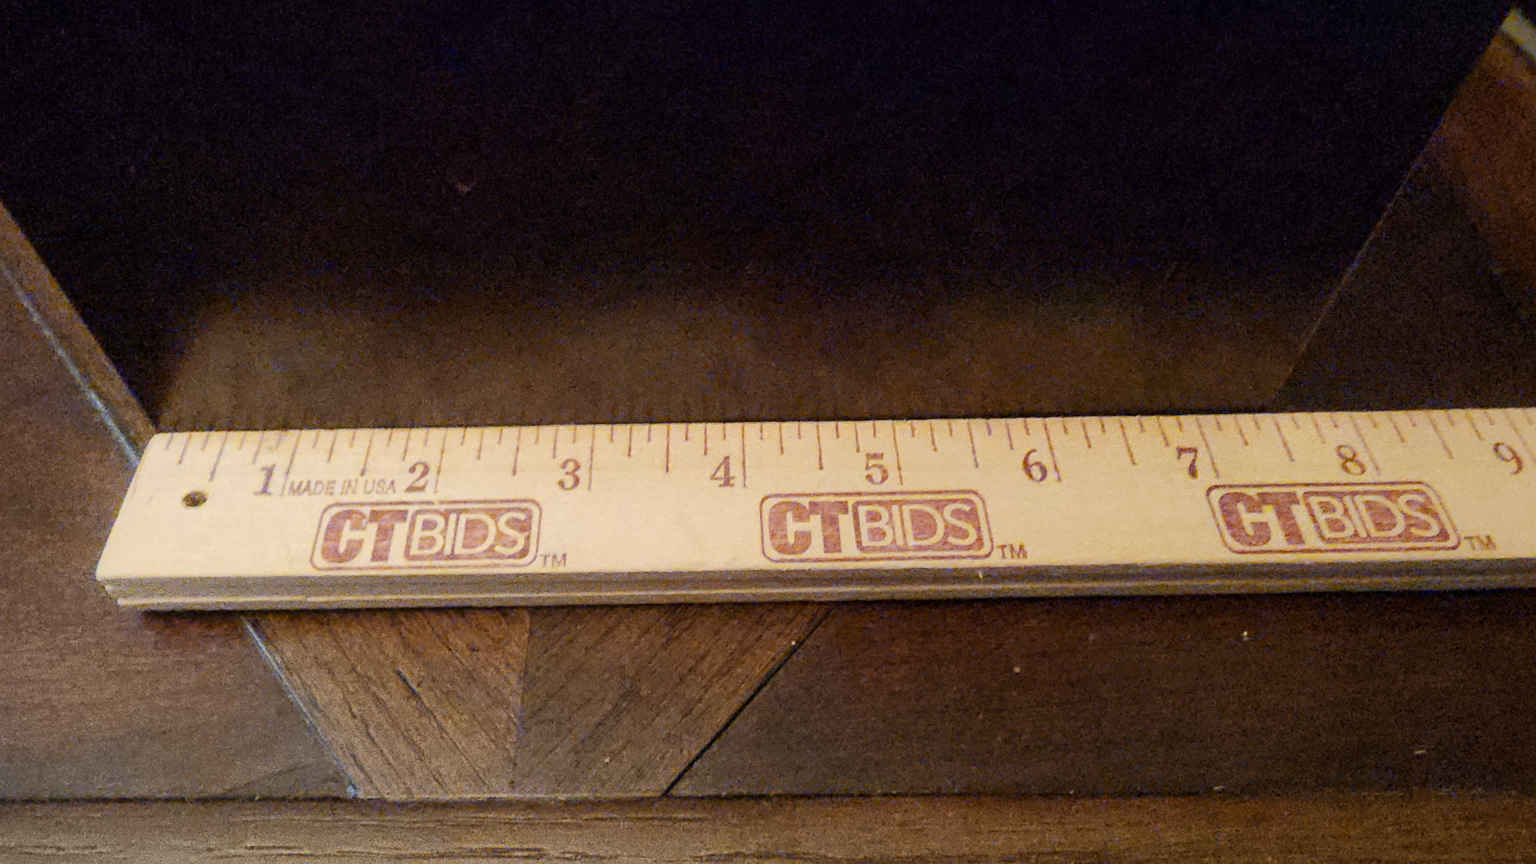 1 2 3 4 5 6 7 8 9
MADE IN USA
CTBIDS™ CTBIDS™ CTBIDS™